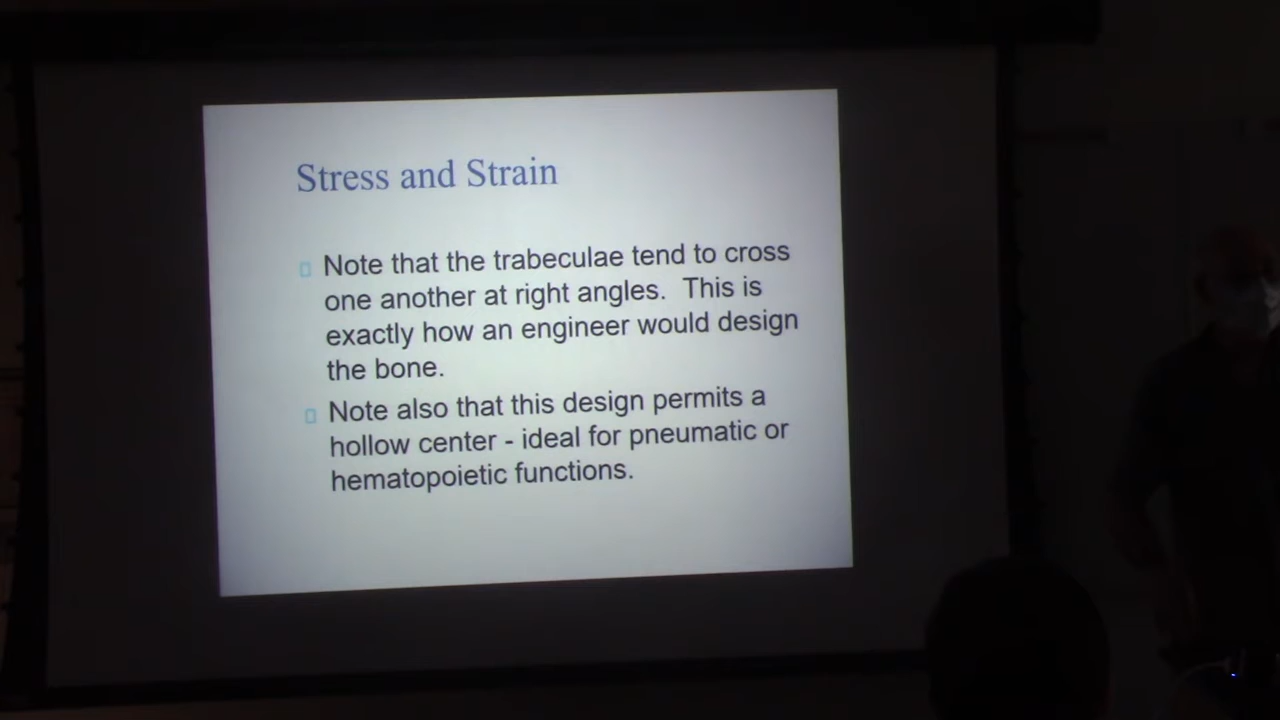 Stress and Strain
Note that the trabeculae tend to cross
one another at right angles.  This is
exactly how an engineer would design
the bone.
Note also that this design permits a
hollow center - ideal for pneumatic or
hematopoietic functions.